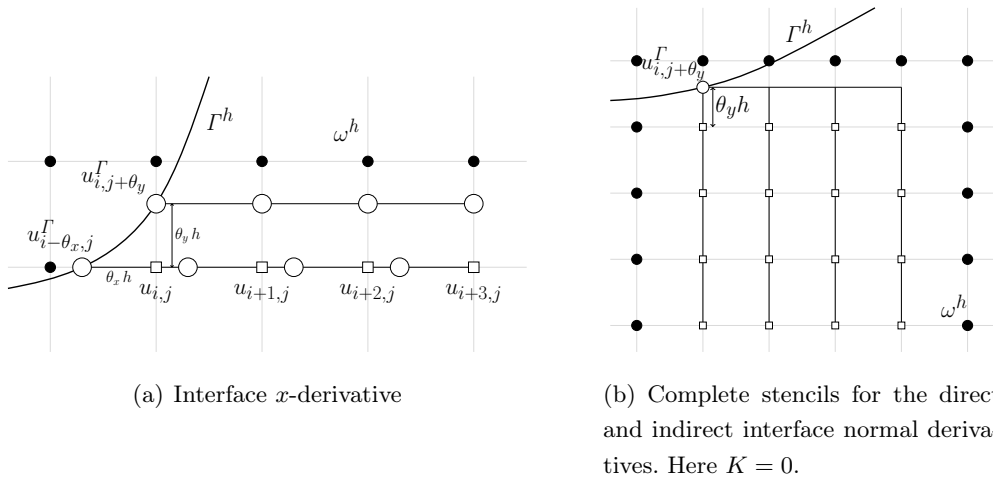 Γ^h
ω^h
u^Γ_{i,j+θ_y}
u^Γ_{i−θ_x,j}
θ_y h
θ_x h
u_{i,j}
u_{i+1,j}
u_{i+2,j}
u_{i+3,j}
(a) Interface x-derivative
Γ^h
u^Γ_{i,j+θ_y}
θ_y h
ω^h
(b) Complete stencils for the direc
and indirect interface normal deriva
tives. Here K = 0.